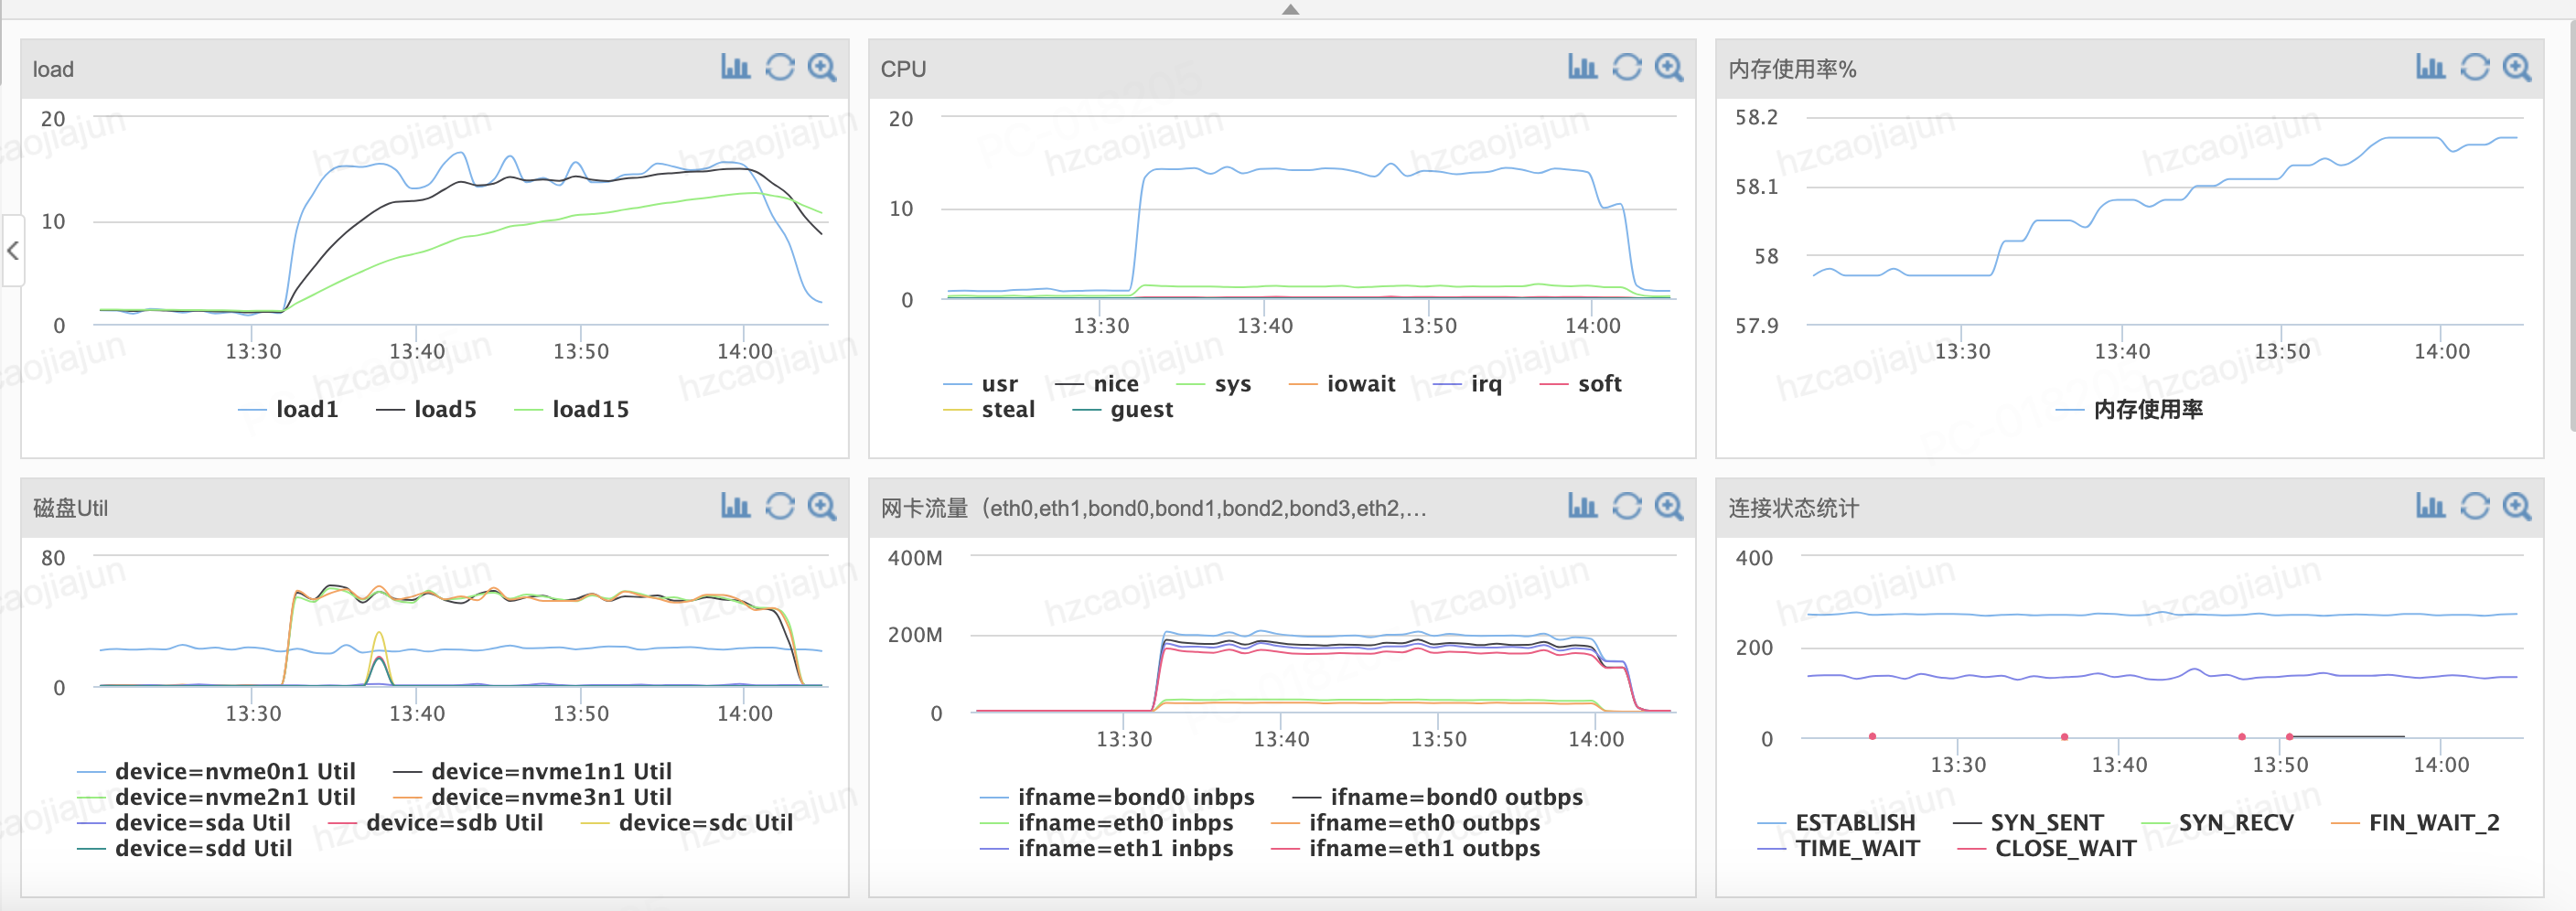 load
20
10
0
13:30 13:40 13:50 14:00
load1 load5 load15
CPU
20
10
0
13:30 13:40 13:50 14:00
usr nice sys iowait irq soft
steal guest
内存使用率%
58.2
58.1
58
57.9
13:30 13:40 13:50 14:00
内存使用率
磁盘Util
80
0
13:30 13:40 13:50 14:00
device=nvme0n1 Util device=nvme1n1 Util
device=nvme2n1 Util device=nvme3n1 Util
device=sda Util device=sdb Util device=sdc Util
device=sdd Util
网卡流量（eth0,eth1,bond0,bond1,bond2,bond3,eth2,...
400M
200M
0
13:30 13:40 13:50 14:00
ifname=bond0 inbps ifname=bond0 outbps
ifname=eth0 inbps ifname=eth0 outbps
ifname=eth1 inbps ifname=eth1 outbps
连接状态统计
400
200
0
13:30 13:40 13:50 14:00
ESTABLISH SYN_SENT SYN_RECV FIN_WAIT_2
TIME_WAIT CLOSE_WAIT
hzcaojiajun
PC-018206